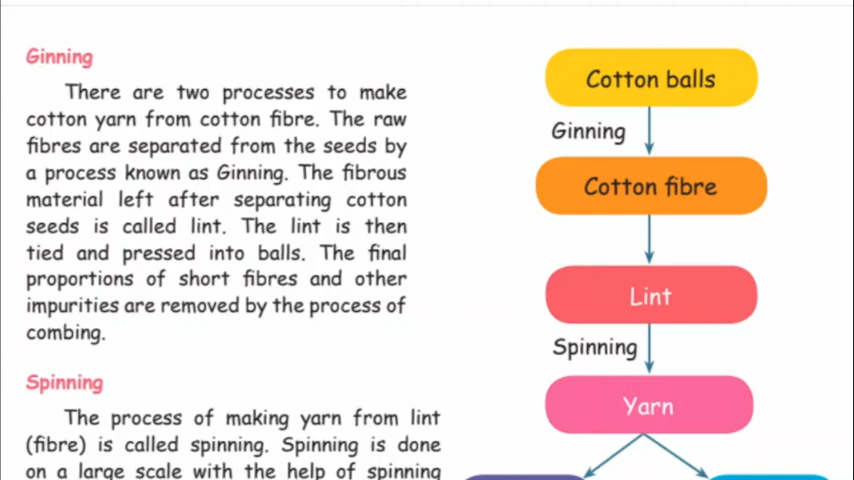 Ginning
There are two processes to make
cotton yarn from cotton fibre. The raw
fibres are separated from the seeds by
a process known as Ginning. The fibrous
material left after separating cotton
seeds is called lint. The lint is then
tied and pressed into balls. The final
proportions of short fibres and other
impurities are removed by the process of
combing.
Spinning
The process of making yarn from lint
(fibre) is called spinning. Spinning is done
on a large scale with the help of spinning
Cotton balls
Ginning
Cotton fibre
Lint
Spinning
Yarn